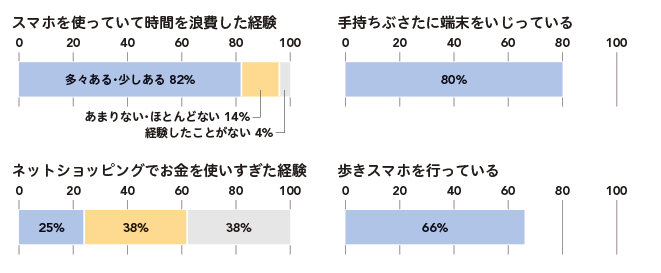 スマホを使っていて時間を浪費した経験
0 20 40 60 80 100
多々ある・少しある 82%
あまりない・ほとんどない 14%
経験したことがない 4%
手持ちぶさたに端末をいじっている
0 20 40 60 80 100
80%
ネットショッピングでお金を使いすぎた経験
0 20 40 60 80 100
25% 38% 38%
歩きスマホを行っている
0 20 40 60 80 100
66%